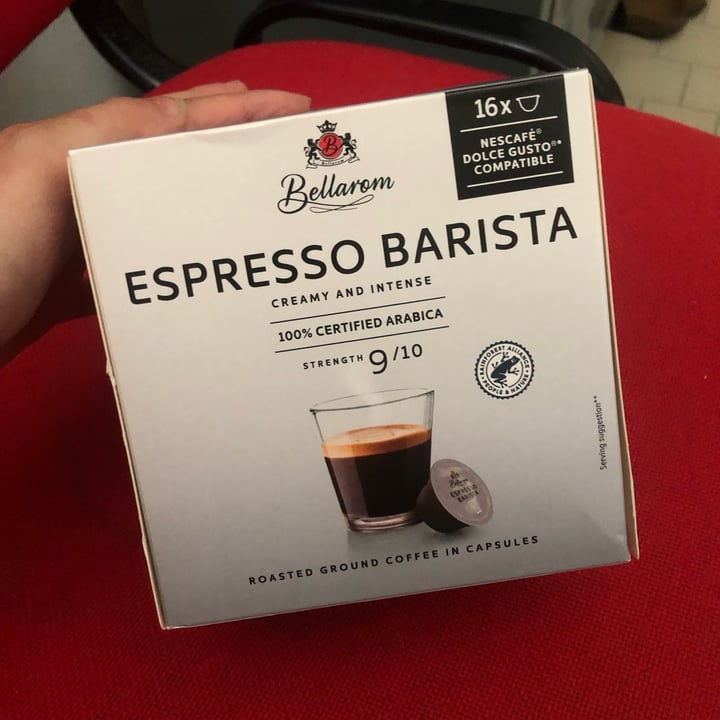 16x
NESCAFÉ®
DOLCE GUSTO®*
COMPATIBLE
B
Bellarom
Bellarom
ESPRESSO BARISTA
CREAMY AND INTENSE
100% CERTIFIED ARABICA
STRENGTH 9/10
RAINFOREST ALLIANCE
PEOPLE & NATURE
Serving suggestion**
Bellarom
ESPRESSO
BARISTA
ROASTED GROUND COFFEE IN CAPSULES